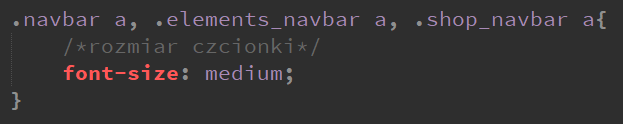 .navbar a, .elements_navbar a, .shop_navbar a{
/*rozmiar czcionki*/
font-size: medium;
}